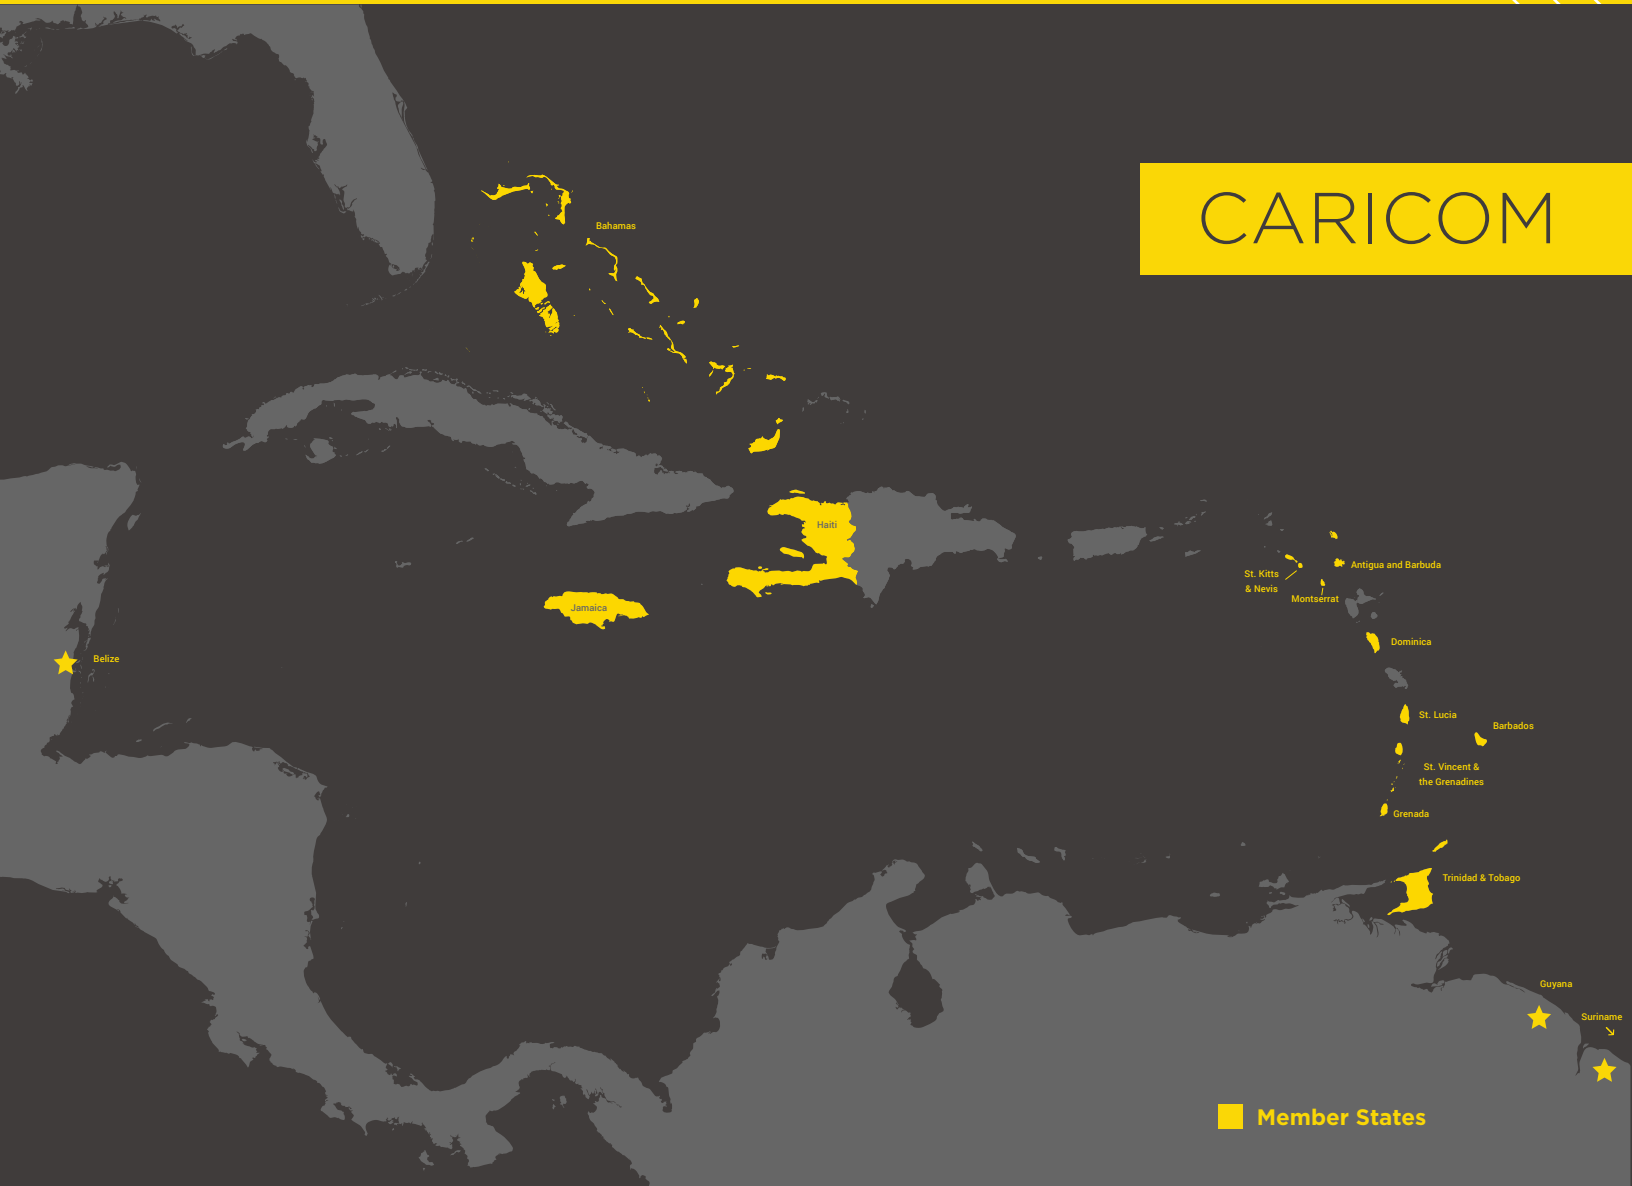 CARICOM
Bahamas
Haiti
Jamaica
Belize
St. Kitts
& Nevis
Antigua and Barbuda
Montserrat
Dominica
St. Lucia
Barbados
St. Vincent &
the Grenadines
Grenada
Trinidad & Tobago
Guyana
Suriname
Member States